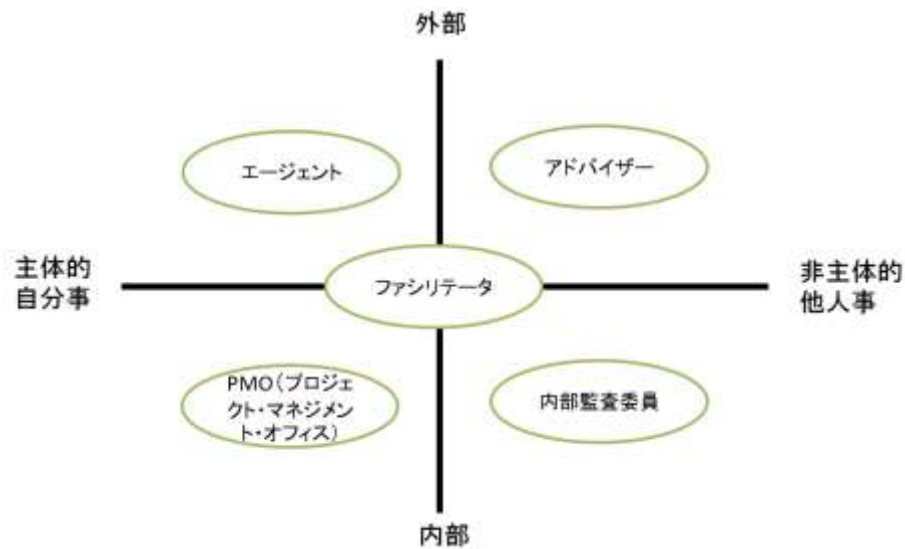 外部
エージェント
アドバイザー
主体的
自分事
ファシリテータ
非主体的
他人事
PMO(プロジェ
クト・マネジメン
ト・オフィス)
内部監査委員
内部